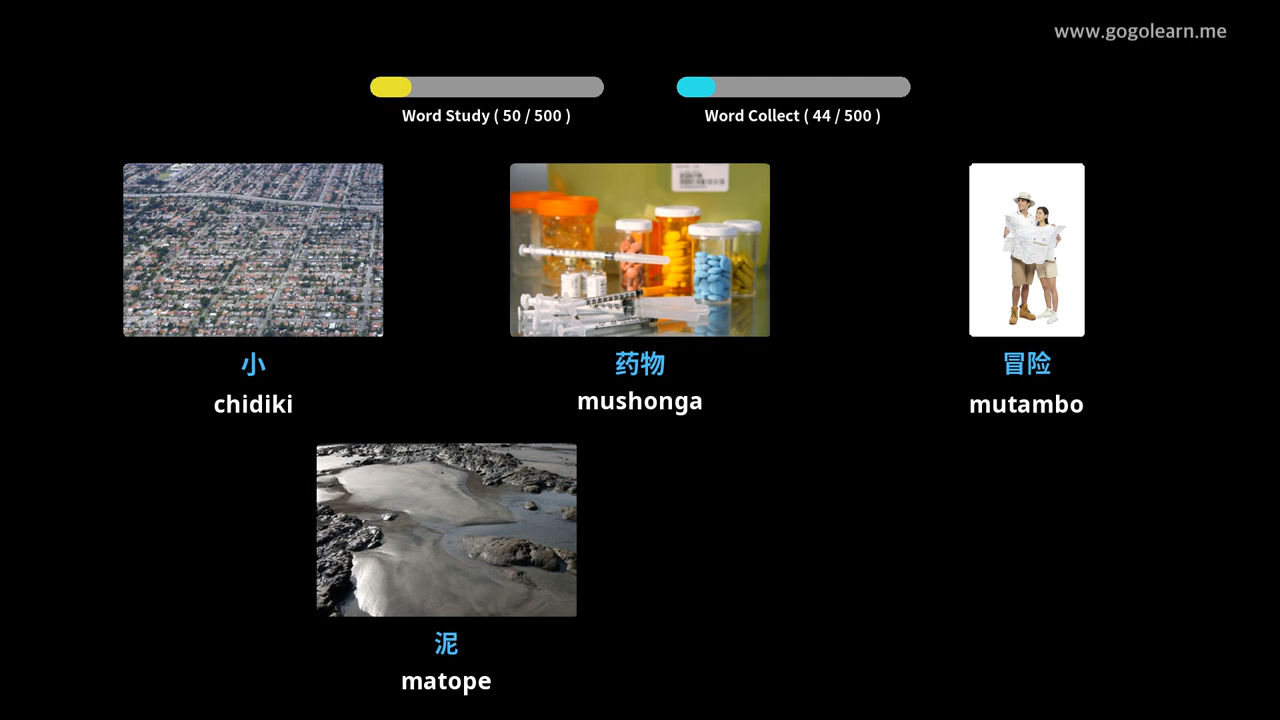 www.gogolearn.me
Word Study ( 50 / 500 )
Word Collect ( 44 / 500 )
小
chidiki
药物
mushonga
冒险
mutambo
泥
matope